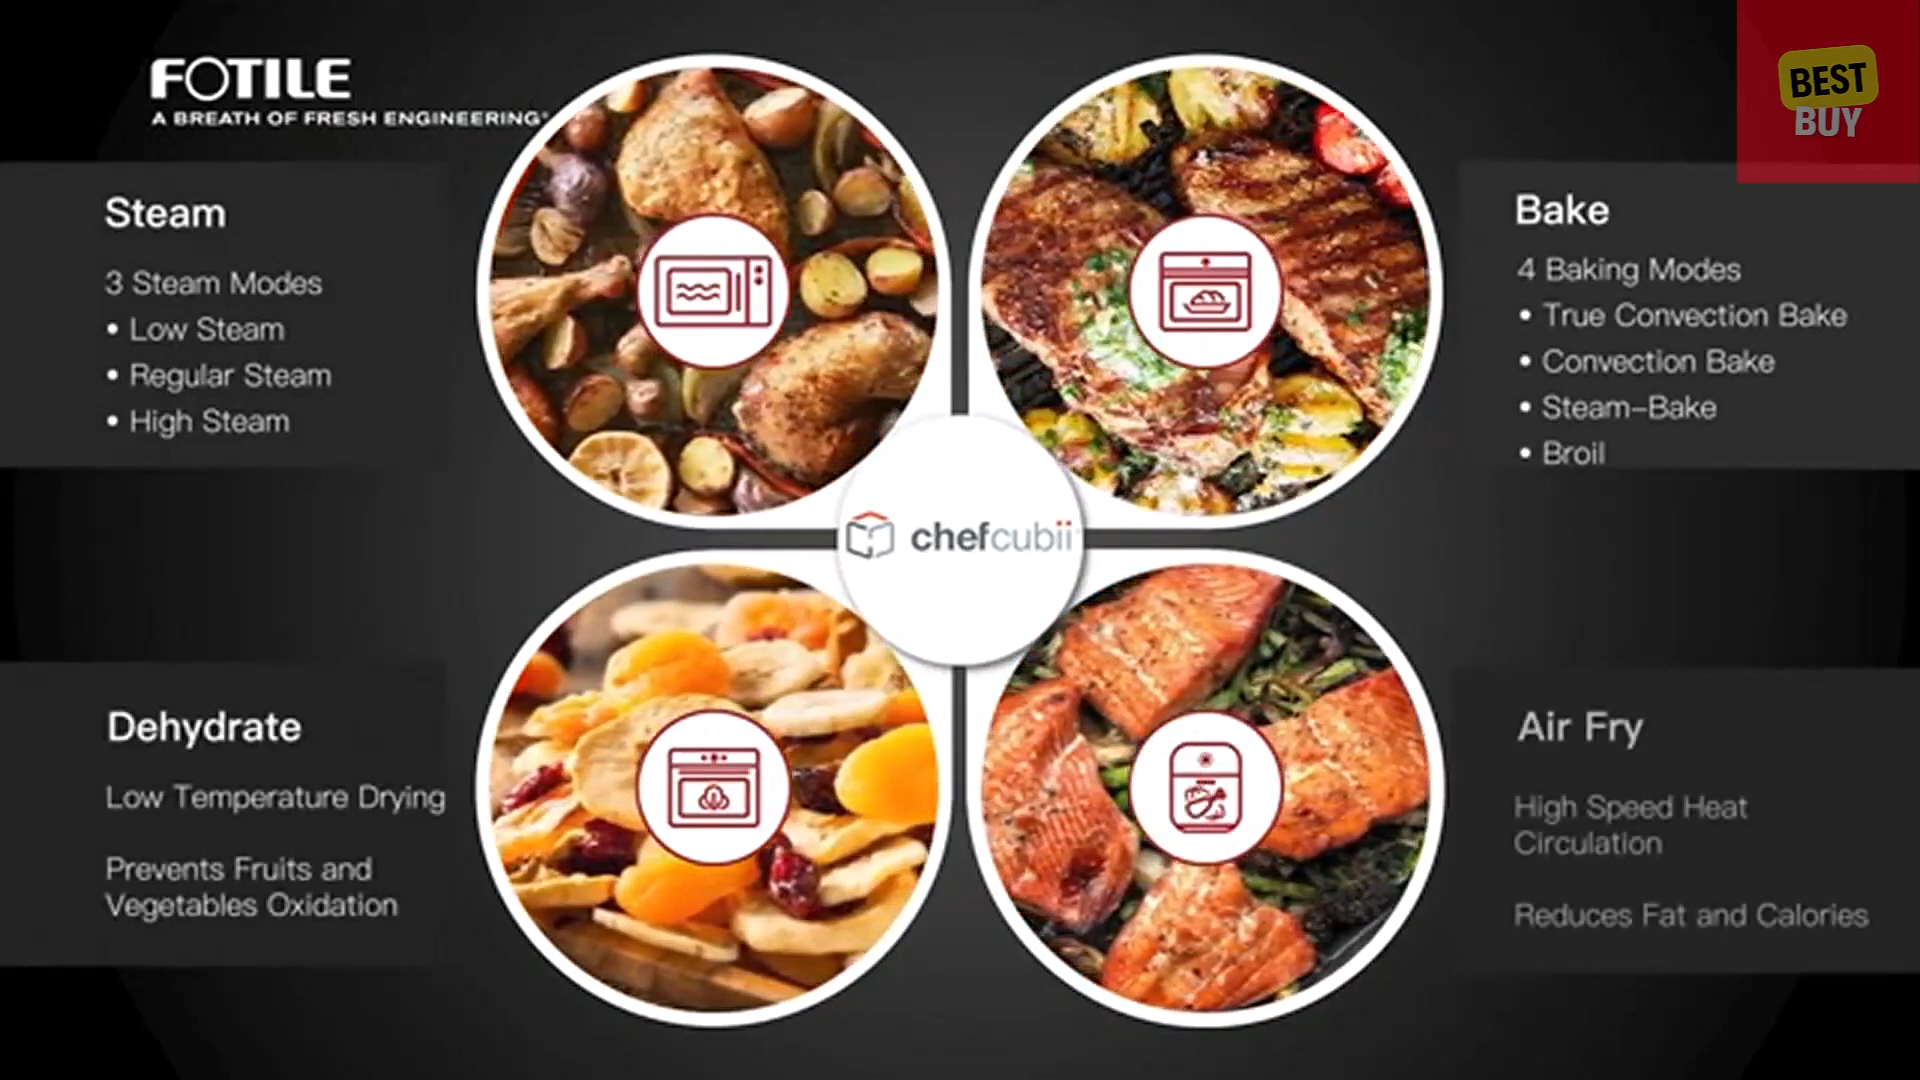 FOTILE
A BREATH OF FRESH ENGINEERING®
BEST
BUY
Steam
3 Steam Modes
• Low Steam
• Regular Steam
• High Steam
Bake
4 Baking Modes
• True Convection Bake
• Convection Bake
• Steam-Bake
• Broil
chefcubii
Dehydrate
Low Temperature Drying
Prevents Fruits and
Vegetables Oxidation
Air Fry
High Speed Heat
Circulation
Reduces Fat and Calories